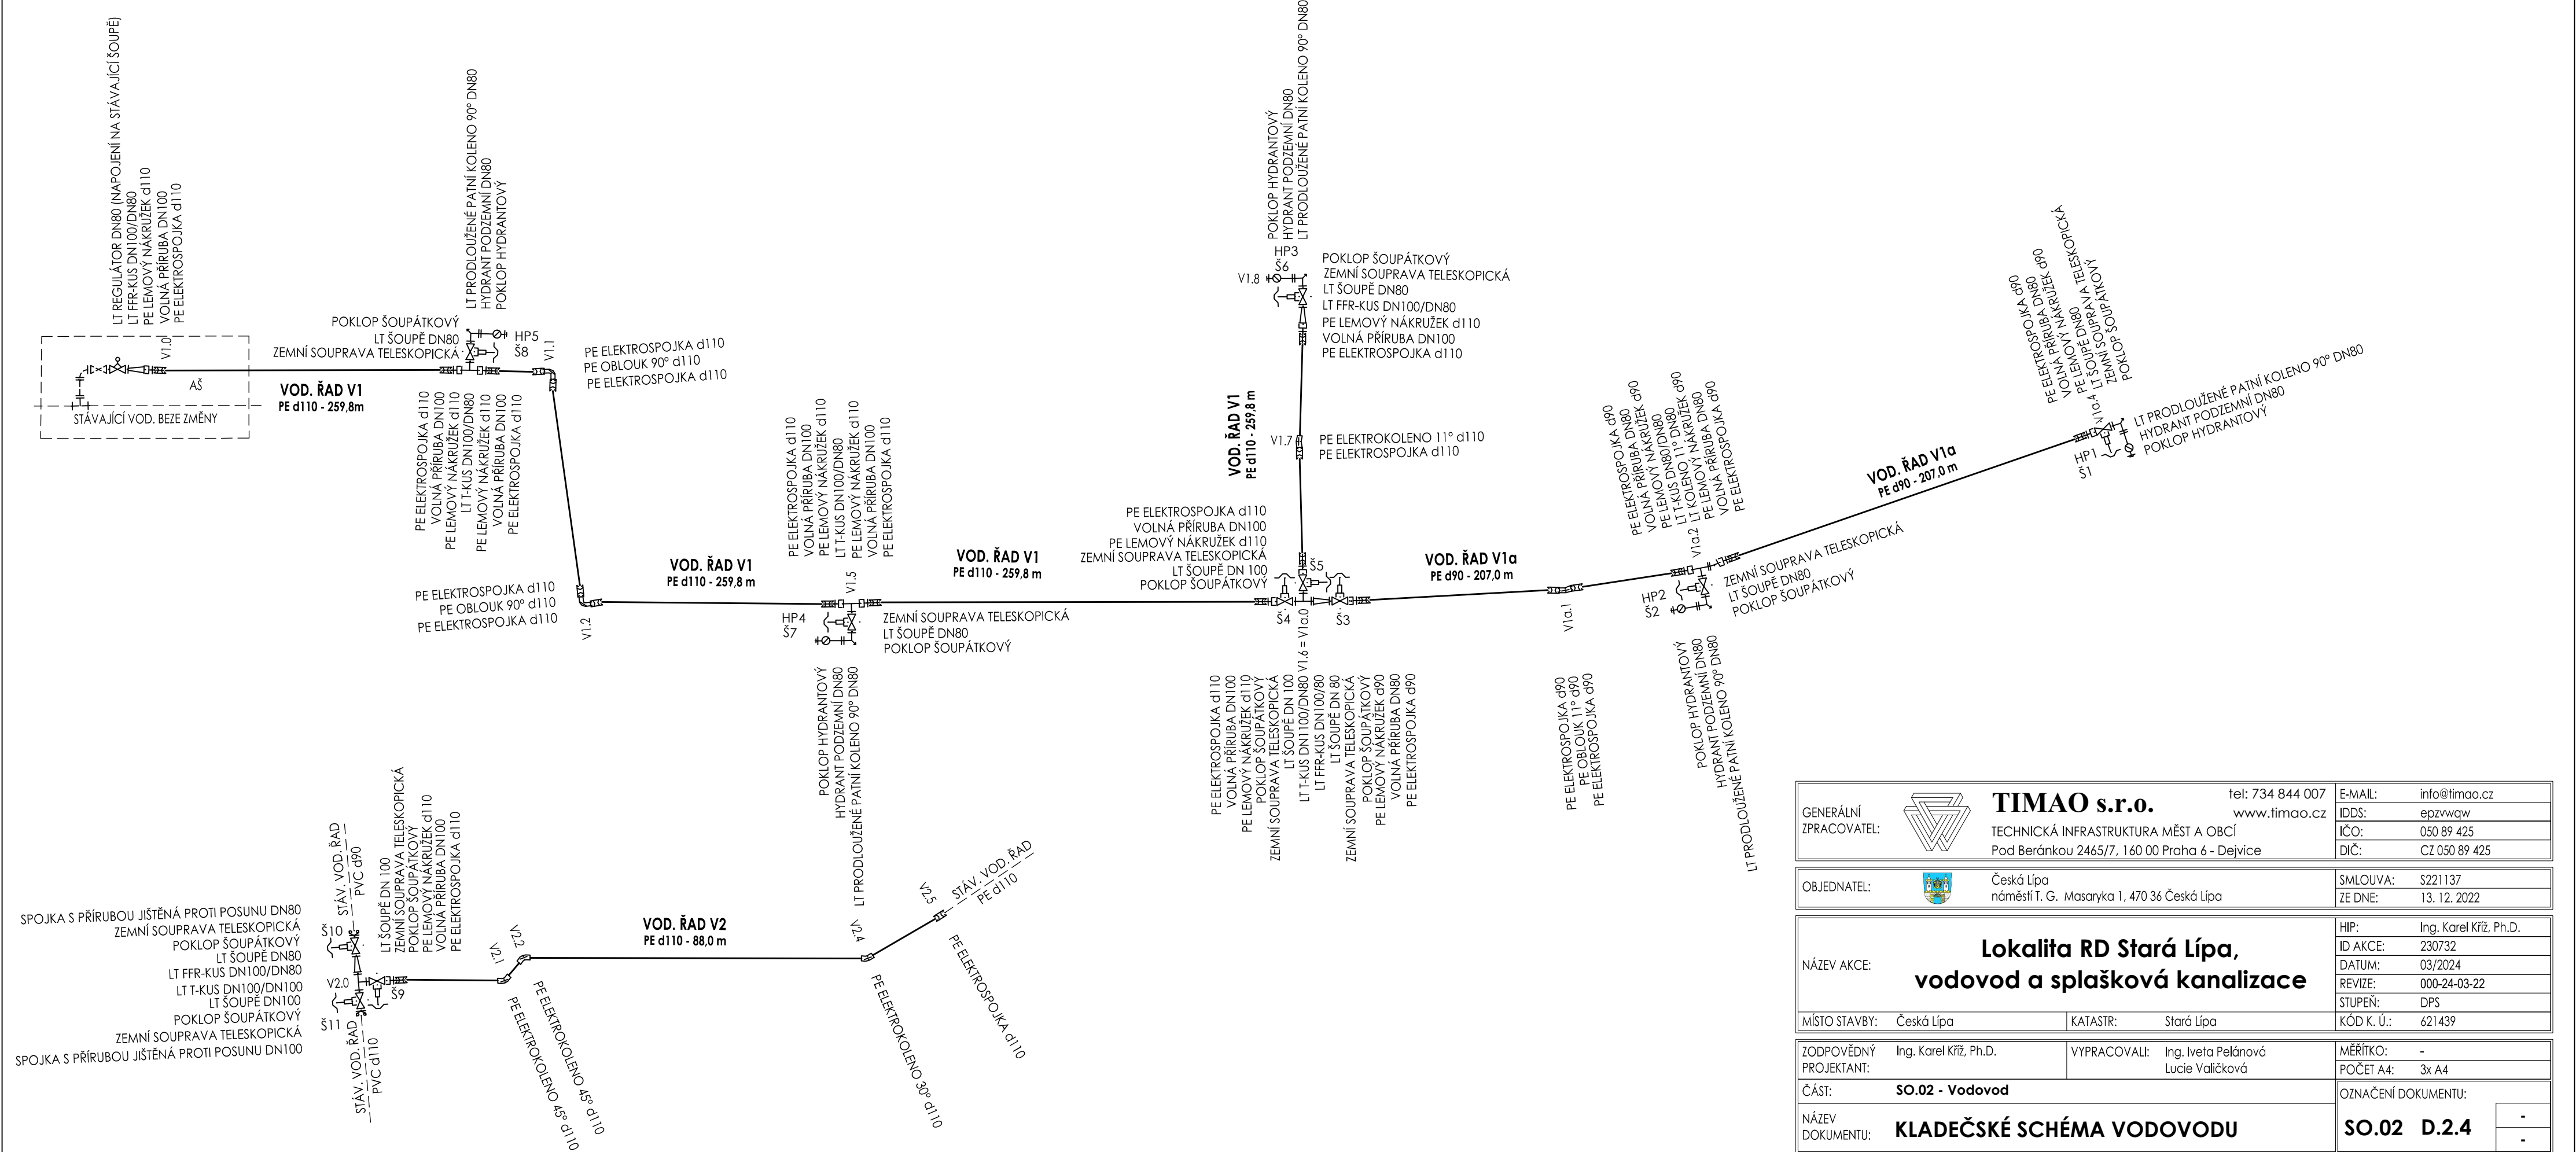 LT REGULÁTOR DN80 (NAPOJENÍ NA STÁVAJÍCÍ ŠOUPĚ)
LT FFR-KUS DN100/DN80
PE LEMOVÝ NÁKRUŽEK d110
VOLNÁ PŘÍRUBA DN100
PE ELEKTROSPOJKA d110
V1.0
AŠ
STÁVAJÍCÍ VOD. BEZE ZMĚNY
VOD. ŘAD V1
PE d110 - 259,8m
LT PRODLOUŽENÉ PATNÍ KOLENO 90° DN80
HYDRANT PODZEMNÍ DN80
POKLOP HYDRANTOVÝ
POKLOP ŠOUPÁTKOVÝ
LT ŠOUPĚ DN80
ZEMNÍ SOUPRAVA TELESKOPICKÁ
HP5
Š8
V1.1
PE ELEKTROSPOJKA d110
PE OBLOUK 90° d110
PE ELEKTROSPOJKA d110
PE ELEKTROSPOJKA d110
VOLNÁ PŘÍRUBA DN100
PE LEMOVÝ NÁKRUŽEK d110
LT T-KUS DN100/DN80
PE LEMOVÝ NÁKRUŽEK d110
VOLNÁ PŘÍRUBA DN100
PE ELEKTROSPOJKA d110
PE ELEKTROSPOJKA d110
PE OBLOUK 90° d110
PE ELEKTROSPOJKA d110
V1.2
VOD. ŘAD V1
PE d110 - 259,8 m
PE ELEKTROSPOJKA d110
VOLNÁ PŘÍRUBA DN100
PE LEMOVÝ NÁKRUŽEK d110
LT T-KUS DN100/DN80
PE LEMOVÝ NÁKRUŽEK d110
VOLNÁ PŘÍRUBA DN100
PE ELEKTROSPOJKA d110
V1.5
HP4
Š7
ZEMNÍ SOUPRAVA TELESKOPICKÁ
LT ŠOUPĚ DN80
POKLOP ŠOUPÁTKOVÝ
POKLOP HYDRANTOVÝ
HYDRANT PODZEMNÍ DN80
LT PRODLOUŽENÉ PATNÍ KOLENO 90° DN80
VOD. ŘAD V1
PE d110 - 259,8 m
POKLOP HYDRANTOVÝ
HYDRANT PODZEMNÍ DN80
LT PRODLOUŽENÉ PATNÍ KOLENO 90° DN80
HP3
Š6
V1.8
POKLOP ŠOUPÁTKOVÝ
ZEMNÍ SOUPRAVA TELESKOPICKÁ
LT ŠOUPĚ DN80
LT FFR-KUS DN100/DN80
PE LEMOVÝ NÁKRUŽEK d110
VOLNÁ PŘÍRUBA DN100
PE ELEKTROSPOJKA d110
VOD. ŘAD V1
PE d110 - 259,8 m
V1.7
PE ELEKTROKOLENO 11° d110
PE ELEKTROSPOJKA d110
PE ELEKTROSPOJKA d110
VOLNÁ PŘÍRUBA DN100
PE LEMOVÝ NÁKRUŽEK d110
ZEMNÍ SOUPRAVA TELESKOPICKÁ
LT ŠOUPĚ DN 100
POKLOP ŠOUPÁTKOVÝ
Š5
Š4
Š3
V1.6 = V1a.0
PE ELEKTROSPOJKA d110
VOLNÁ PŘÍRUBA DN100
PE LEMOVÝ NÁKRUŽEK d110
POKLOP ŠOUPÁTKOVÝ
ZEMNÍ SOUPRAVA TELESKOPICKÁ
LT ŠOUPĚ DN 100
LT T-KUS DN1100/DN80
LT FFR-KUS DN100/80
LT ŠOUPĚ DN 80
ZEMNÍ SOUPRAVA TELESKOPICKÁ
POKLOP ŠOUPÁTKOVÝ
PE LEMOVÝ NÁKRUŽEK d90
VOLNÁ PŘÍRUBA DN80
PE ELEKTROSPOJKA d90
VOD. ŘAD V1a
PE d90 - 207,0 m
V1a.1
PE ELEKTROSPOJKA d90
PE OBLOUK 11° d90
PE ELEKTROSPOJKA d90
PE ELEKTROSPOJKA d90
VOLNÁ PŘÍRUBA DN80
PE LEMOVÝ NÁKRUŽEK d90
LT T-KUS DN80/DN80
LT KOLENO 11° DN80
PE LEMOVÝ NÁKRUŽEK d90
VOLNÁ PŘÍRUBA DN80
PE ELEKTROSPOJKA d90
V1a.2
HP2
Š2
ZEMNÍ SOUPRAVA TELESKOPICKÁ
LT ŠOUPĚ DN80
POKLOP ŠOUPÁTKOVÝ
POKLOP HYDRANTOVÝ
HYDRANT PODZEMNÍ DN80
LT PRODLOUŽENÉ PATNÍ KOLENO 90° DN80
VOD. ŘAD V1a
PE d90 - 207,0 m
PE ELEKTROSPOJKA d90
VOLNÁ PŘÍRUBA DN80
PE LEMOVÝ NÁKRUŽEK d90
LT ŠOUPĚ DN80
ZEMNÍ SOUPRAVA TELESKOPICKÁ
POKLOP ŠOUPÁTKOVÝ
V1a.4
HP1
Š1
LT PRODLOUŽENÉ PATNÍ KOLENO 90° DN80
HYDRANT PODZEMNÍ DN80
POKLOP HYDRANTOVÝ
SPOJKA S PŘÍRUBOU JIŠTĚNÁ PROTI POSUNU DN80
ZEMNÍ SOUPRAVA TELESKOPICKÁ
POKLOP ŠOUPÁTKOVÝ
LT ŠOUPĚ DN80
LT FFR-KUS DN100/DN80
LT T-KUS DN100/DN100
LT ŠOUPĚ DN100
POKLOP ŠOUPÁTKOVÝ
ZEMNÍ SOUPRAVA TELESKOPICKÁ
SPOJKA S PŘÍRUBOU JIŠTĚNÁ PROTI POSUNU DN100
Š10
V2.0
Š11
Š9
STÁV. VOD. ŘAD
PVC d90
STÁV. VOD. ŘAD
PVC d110
LT ŠOUPĚ DN 100
ZEMNÍ SOUPRAVA TELESKOPICKÁ
POKLOP ŠOUPÁTKOVÝ
PE LEMOVÝ NÁKRUŽEK d110
VOLNÁ PŘÍRUBA DN100
PE ELEKTROSPOJKA d110
V2.1
V2.2
PE ELEKTROKOLENO 45° d110
PE ELEKTROKOLENO 45° d110
VOD. ŘAD V2
PE d110 - 88,0 m
V2.4
PE ELEKTROKOLENO 30° d110
V2.5
STÁV. VOD. ŘAD
PE d110
PE ELEKTROSPOJKA d110
GENERÁLNÍ
ZPRACOVATEL:
TIMAO s.r.o.
tel: 734 844 007
www.timao.cz
TECHNICKÁ INFRASTRUKTURA MĚST A OBCÍ
Pod Beránkou 2465/7, 160 00 Praha 6 - Dejvice
E-MAIL: info@timao.cz
IDDS: epzvwqw
IČO: 050 89 425
DIČ: CZ 050 89 425
OBJEDNATEL:
Česká Lípa
náměstí T. G. Masaryka 1, 470 36 Česká Lípa
SMLOUVA: S221137
ZE DNE: 13. 12. 2022
NÁZEV AKCE:
Lokalita RD Stará Lípa,
vodovod a splašková kanalizace
HIP: Ing. Karel Kříž, Ph.D.
ID AKCE: 230732
DATUM: 03/2024
REVIZE: 000-24-03-22
STUPEŇ: DPS
MÍSTO STAVBY: Česká Lípa KATASTR: Stará Lípa KÓD K. Ú.: 621439
ZODPOVĚDNÝ
PROJEKTANT:
Ing. Karel Kříž, Ph.D.
VYPRACOVALI: Ing. Iveta Pelánová
Lucie Valíčková
MĚŘÍTKO: -
POČET A4: 3x A4
ČÁST: SO.02 - Vodovod
OZNAČENÍ DOKUMENTU:
NÁZEV
DOKUMENTU:
KLADEČSKÉ SCHÉMA VODOVODU
SO.02 D.2.4
-
-